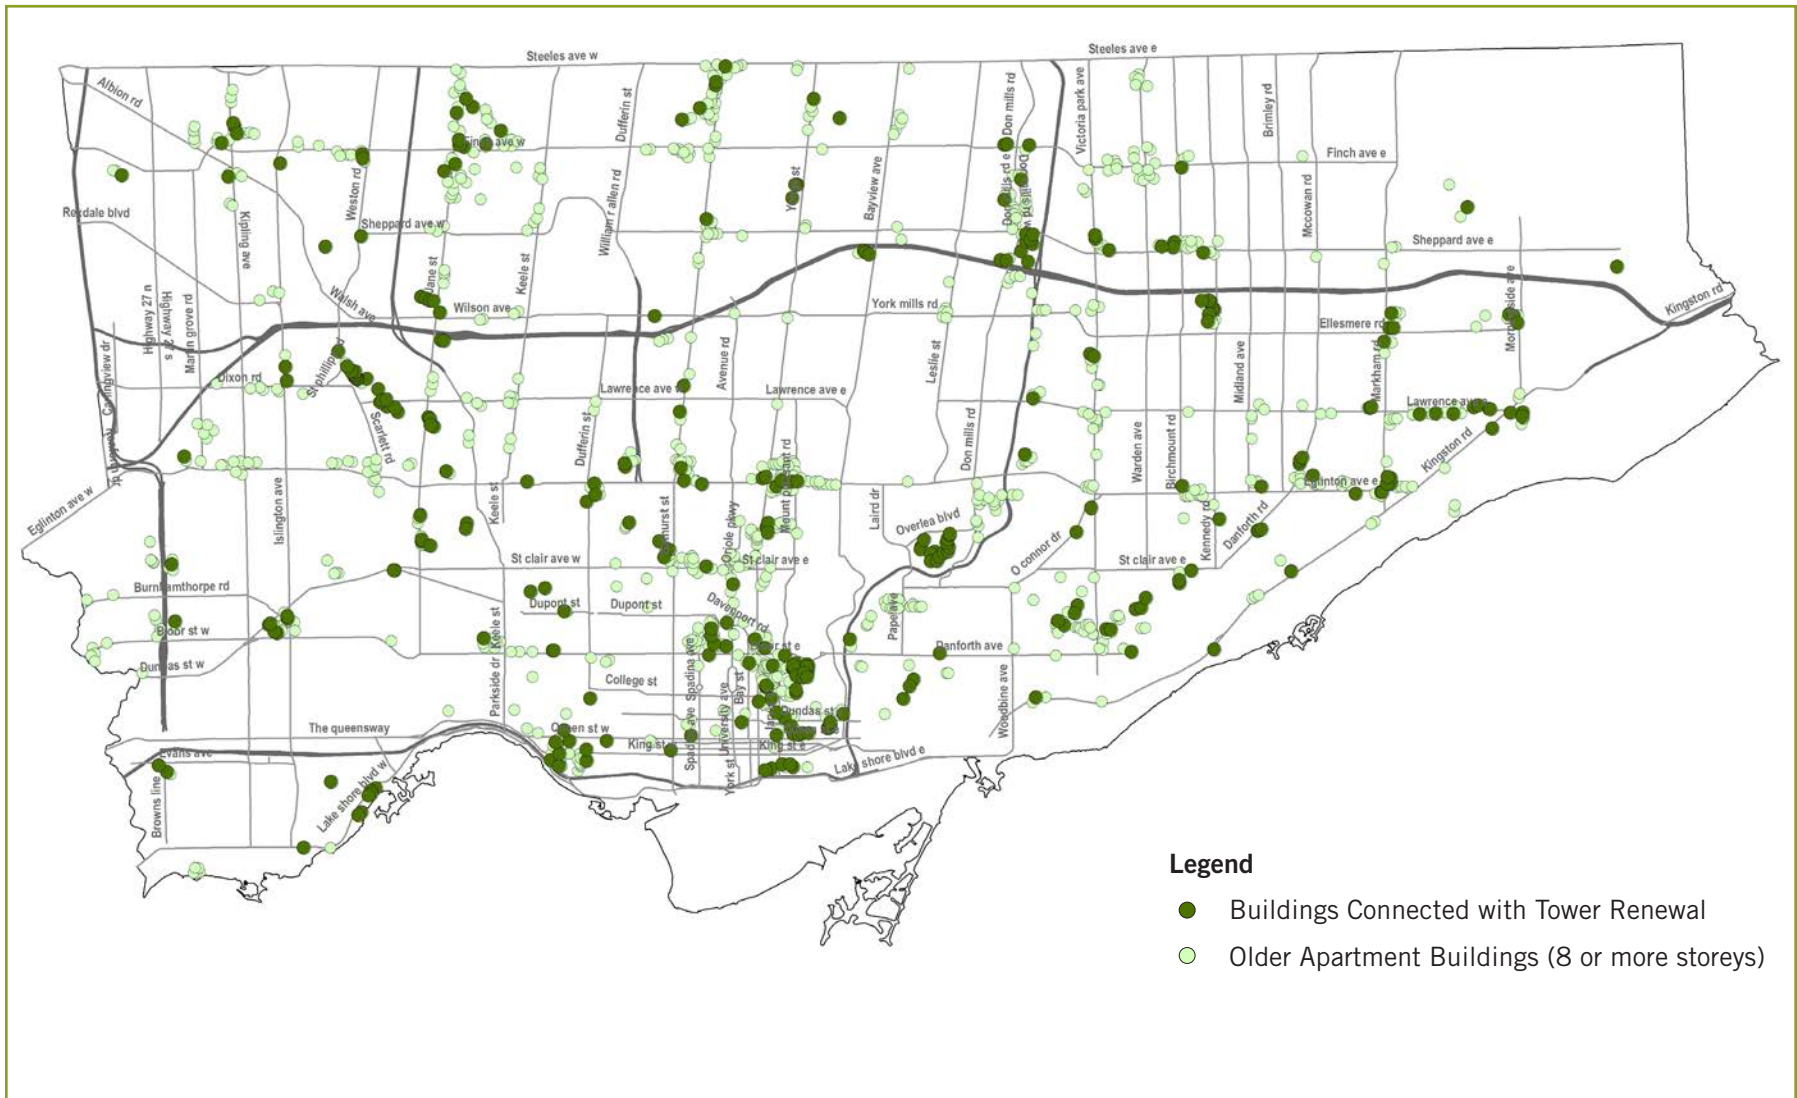 Steeles ave w
Steeles ave e
Albion rd
Dufferin st
Don mills rd
Victoria park ave
Brimley rd
Finch ave w
Finch ave e
Weston rd
William r allen rd
Bayview ave
Mccowan rd
Rexdale blvd
Kipling ave
Sheppard ave w
Sheppard ave e
Keele st
Jane st
Highway 27 n
Highway 27 s
Martin grove rd
Walsh ave
Wilson ave
York mills rd
Ellesmere rd
Morningside ave
Kingston rd
Carlingview dr
Dixon rd
Scarlett rd
Lawrence ave e
Avenue rd
Leslie st
Midland ave
Markham rd
Lawrence ave e
Dufferin st
Don mills rd
Warden ave
Birchmount rd
Kingston rd
Eglinton ave w
Islington ave
Keele st
Mount pleasant rd
Laird dr
Overlea blvd
Oriole pkwy
O connor dr
Kennedy rd
Danforth rd
Eglinton ave e
St clair ave w
St clair ave e
St clair ave e
Burnhamthorpe rd
Dupont st
Dupont st
Davenport rd
Pape ave
Bloor st w
Keele st
Danforth ave
Dundas st w
Parkside dr
College st
Spadina ave
Bay st
University ave
Woodbine ave
Dundas st
The queensway
Queen st w
King st
King st e
Spadina ave
York st
Lake shore blvd e
Evans ave
Browns line
Lake shore blvd w
Legend
Buildings Connected with Tower Renewal
Older Apartment Buildings (8 or more storeys)